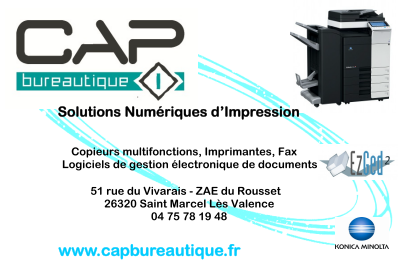 CAP
bureautique
Solutions Numériques d'Impression
Copieurs multifonctions, Imprimantes, Fax
Logiciels de gestion électronique de documents
EzGed²
51 rue du Vivarais - ZAE du Rousset
26320 Saint Marcel Lès Valence
04 75 78 19 48
www.capbureautique.fr
KONICA MINOLTA